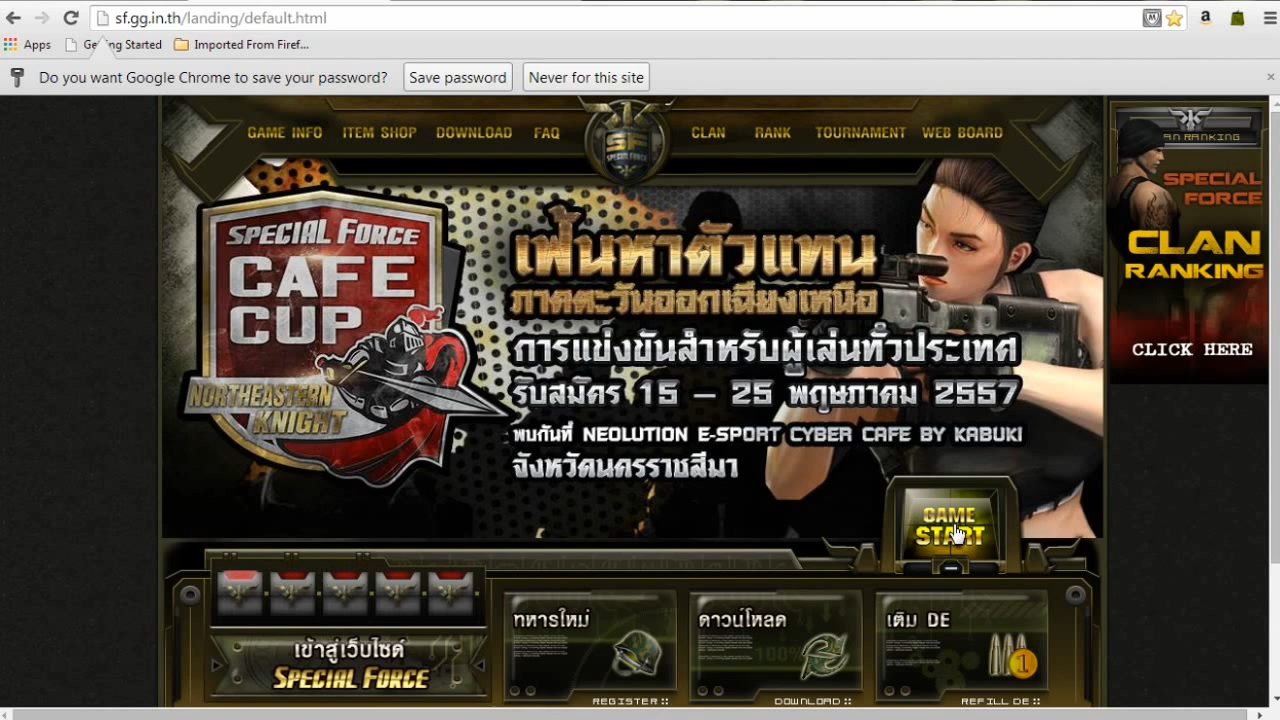 sf.gg.in.th/landing/default.html
Apps
Getting Started
Imported From Firef...
Do you want Google Chrome to save your password?
Save password
Never for this site
GAME INFO
ITEM SHOP
DOWNLOAD
FAQ
SF
SPECIAL FORCE
CLAN
RANK
TOURNAMENT
WEB BOARD
AN RANKING
SPECIAL
FORCE
CLAN
RANKING
CLICK HERE
SPECIAL FORCE
CAFE
CUP
NORTHEASTERN
KNIGHT
เฟ้นหาตัวแทน
ภาคตะวันออกเฉียงเหนือ
การแข่งขันสำหรับผู้เล่นทั่วประเทศ
รับสมัคร 15 – 25 พฤษภาคม 2557
พบกันที่ NEOLUTION E-SPORT CYBER CAFE BY KABUKI
จังหวัดนครราชสีมา
GAME
START
เข้าสู่เว็บไซต์
SPECIAL FORCE
ทหารใหม่
REGISTER ::
ดาวน์โหลด
100%
DOWNLOAD ::
เติม DE
1
REFILL DE ::